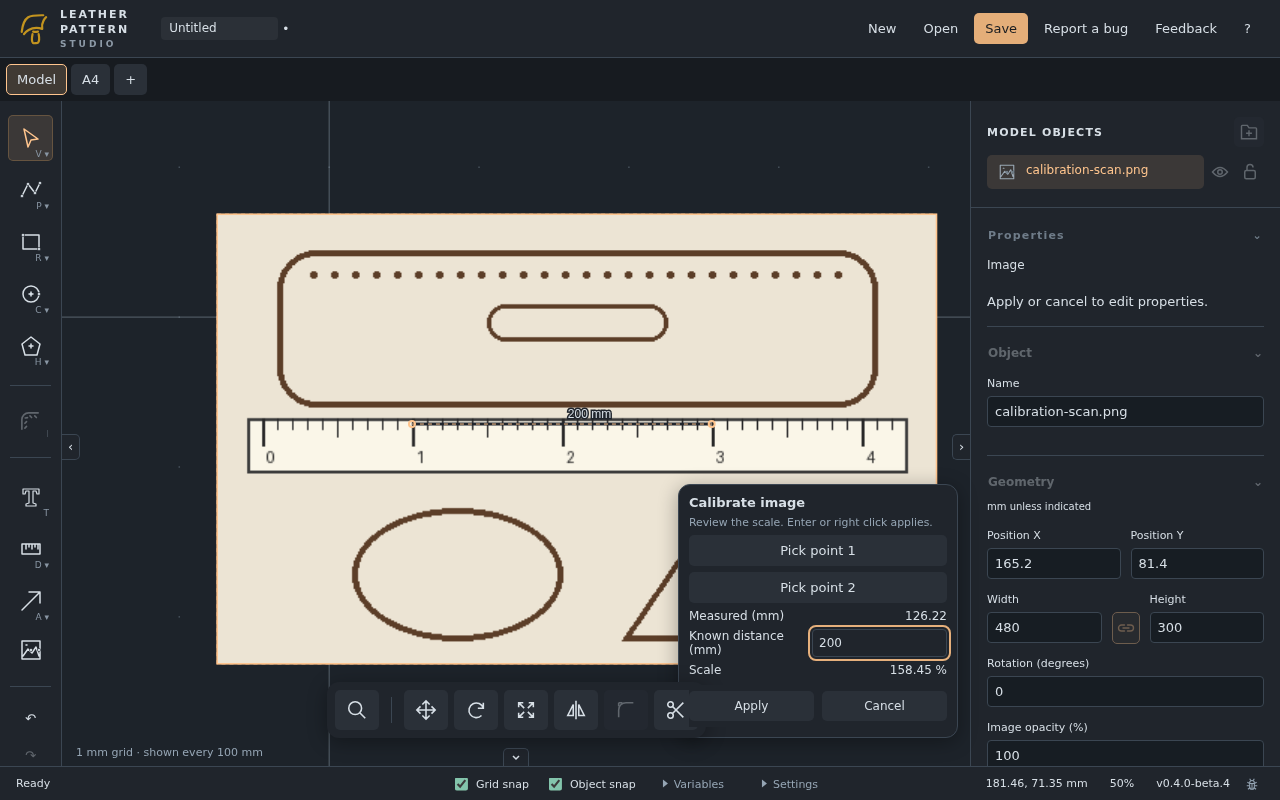 LEATHER
PATTERN
STUDIO
Untitled •
New Open Save Report a bug Feedback ?
Model A4 +
V ▾
P ▾
R ▾
C ▾
H ▾
I
T
D ▾
A ▾
200 mm
0 1 2 3 4
1 mm grid · shown every 100 mm
Calibrate image
Review the scale. Enter or right click applies.
Pick point 1
Pick point 2
Measured (mm) 126.22
Known distance
(mm) 200
Scale 158.45 %
Apply Cancel
MODEL OBJECTS
calibration-scan.png
Properties
Image
Apply or cancel to edit properties.
Object
Name
calibration-scan.png
Geometry
mm unless indicated
Position X Position Y
165.2 81.4
Width Height
480 300
Rotation (degrees)
0
Image opacity (%)
100
Ready Grid snap Object snap Variables Settings 181.46, 71.35 mm 50% v0.4.0-beta.4